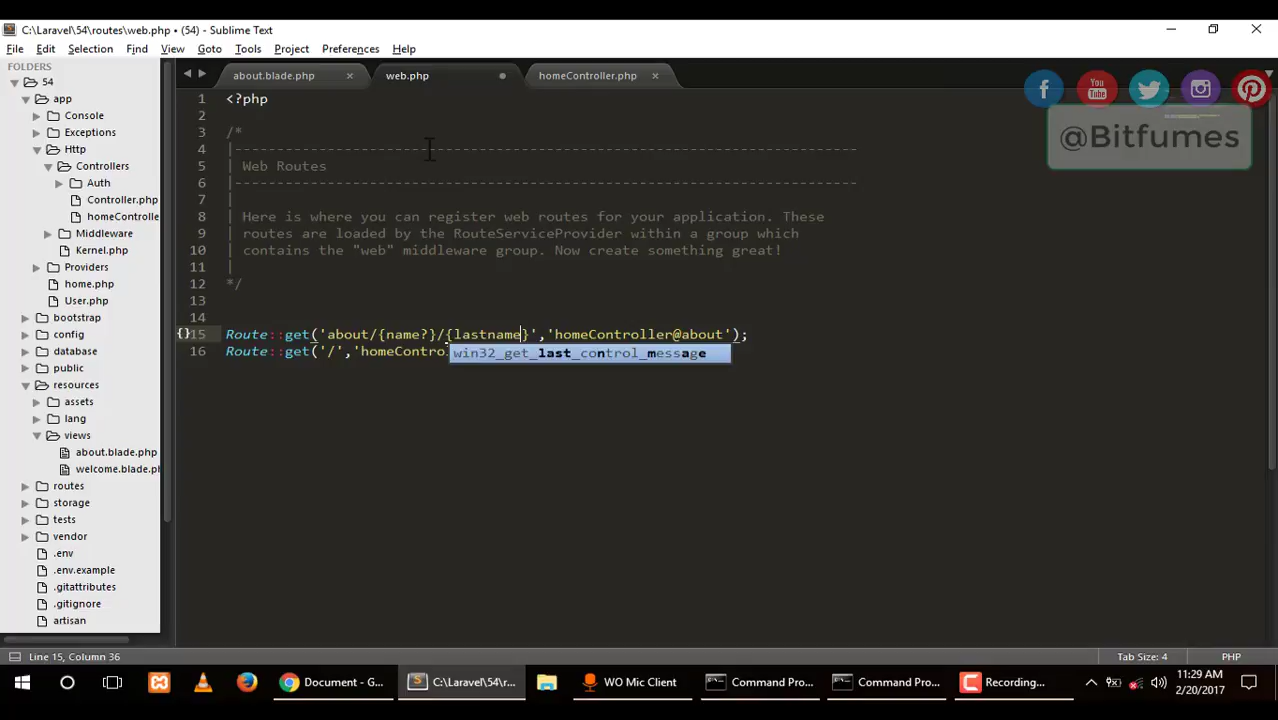 C:\Laravel\54\routes\web.php • (54) - Sublime Text
File Edit Selection Find View Goto Tools Project Preferences Help
FOLDERS
54
app
Console
Exceptions
Http
Controllers
Auth
Controller.php
homeControlle
Middleware
Kernel.php
Providers
home.php
User.php
bootstrap
config
database
public
resources
assets
lang
views
about.blade.php
welcome.blade.ph
routes
storage
tests
vendor
.env
.env.example
.gitattributes
.gitignore
artisan
about.blade.php web.php homeController.php
@Bitfumes
1 <?php
2
3 /*
4 |--------------------------------------------------------------------------
5 | Web Routes
6 |--------------------------------------------------------------------------
7 |
8 | Here is where you can register web routes for your application. These
9 | routes are loaded by the RouteServiceProvider within a group which
10 | contains the "web" middleware group. Now create something great!
11 |
12 */
13
14
{}15 Route::get('about/{name?}/{lastname}','homeController@about');
16 Route::get('/','homeContro
win32_get_last_control_message
Line 15, Column 36 Tab Size: 4 PHP
Document - G... C:\Laravel\54\r... WO Mic Client Command Pro... Command Pro... Recording... 11:29 AM
2/20/2017